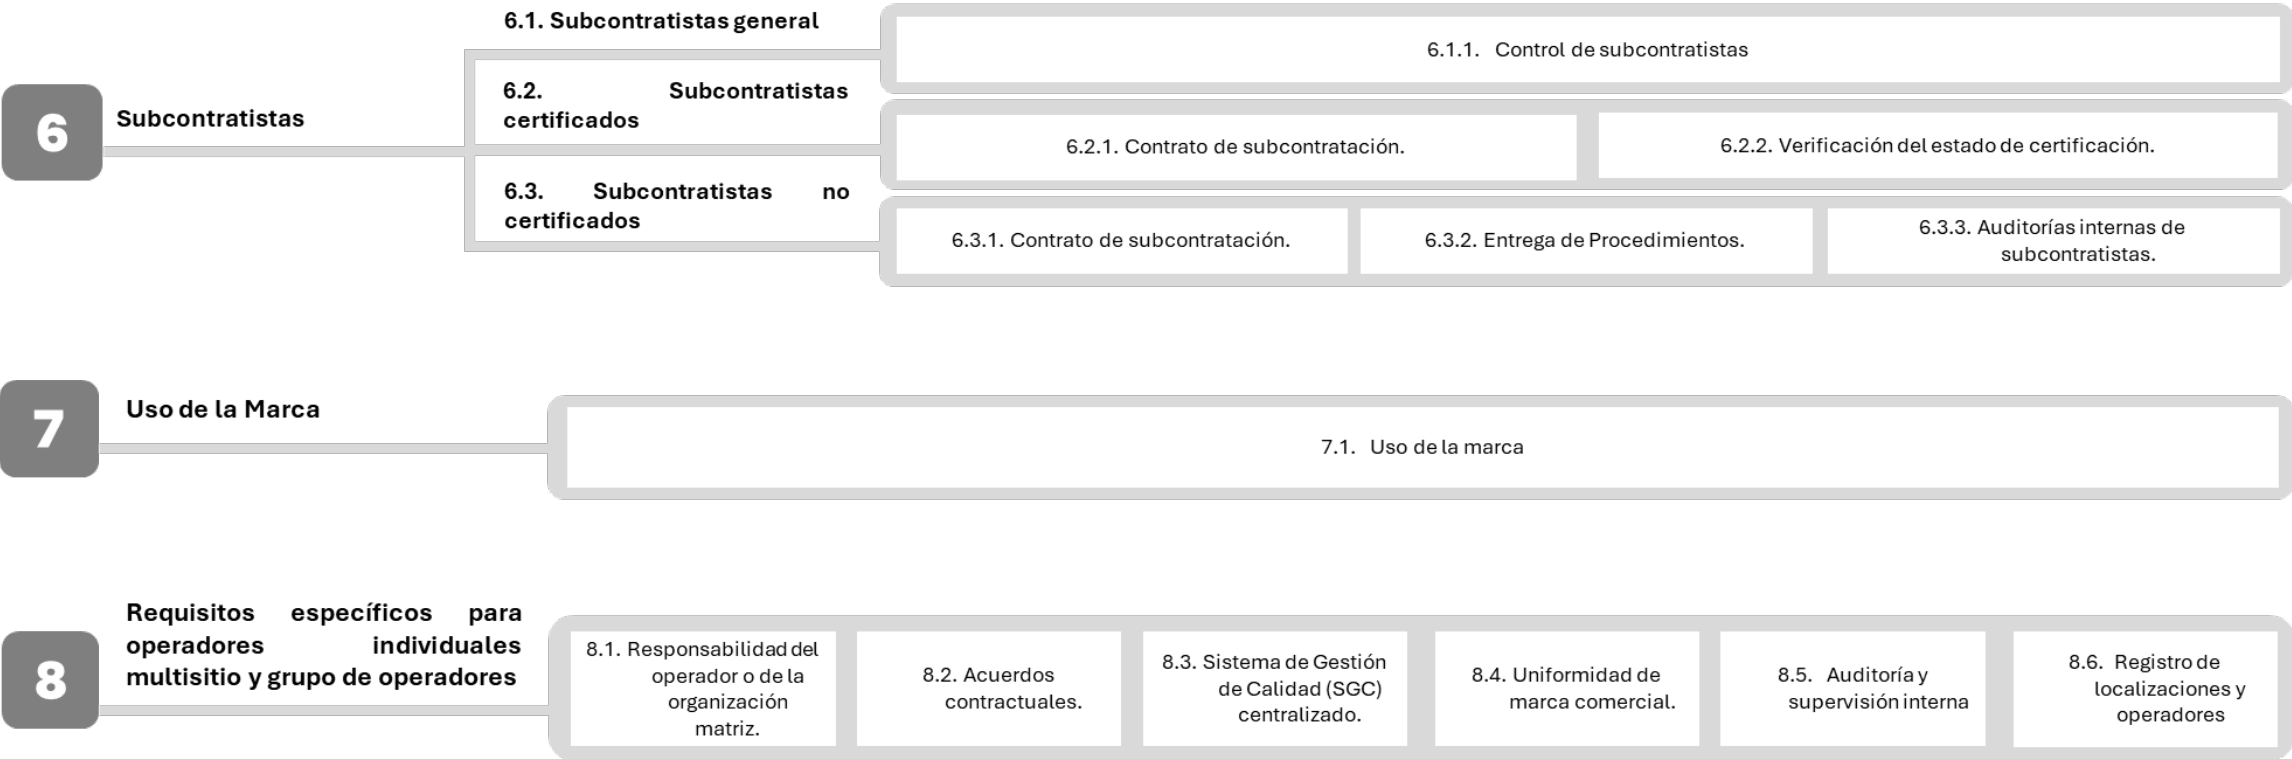 6
Subcontratistas
6.1. Subcontratistas general
6.1.1. Control de subcontratistas
6.2. Subcontratistas
certificados
6.2.1. Contrato de subcontratación.
6.2.2. Verificación del estado de certificación.
6.3. Subcontratistas no
certificados
6.3.1. Contrato de subcontratación.
6.3.2. Entrega de Procedimientos.
6.3.3. Auditorías internas de
subcontratistas.
7
Uso de la Marca
7.1. Uso de la marca
8
Requisitos específicos para
operadores individuales
multisitio y grupo de operadores
8.1. Responsabilidad del
operador o de la
organización
matriz.
8.2. Acuerdos
contractuales.
8.3. Sistema de Gestión
de Calidad (SGC)
centralizado.
8.4. Uniformidad de
marca comercial.
8.5. Auditoría y
supervisión interna
8.6. Registro de
localizaciones y
operadores